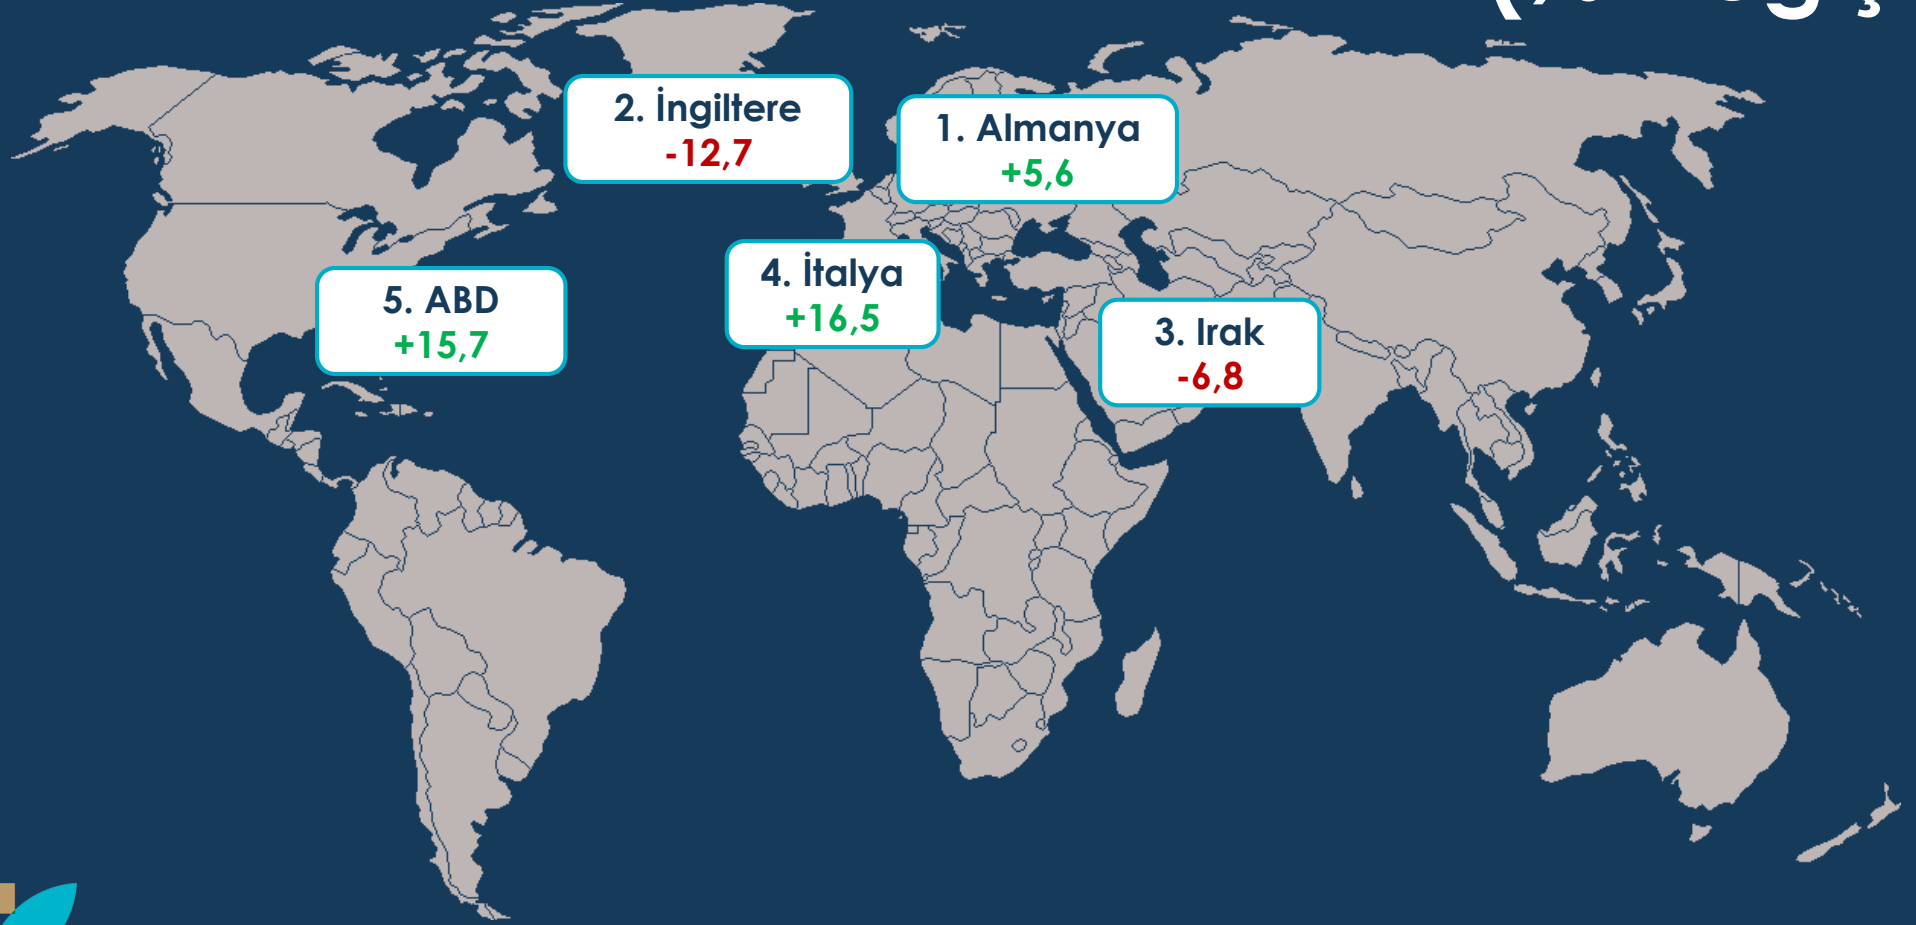 2. İngiltere
-12,7
1. Almanya
+5,6
4. İtalya
+16,5
5. ABD
+15,7
3. Irak
-6,8